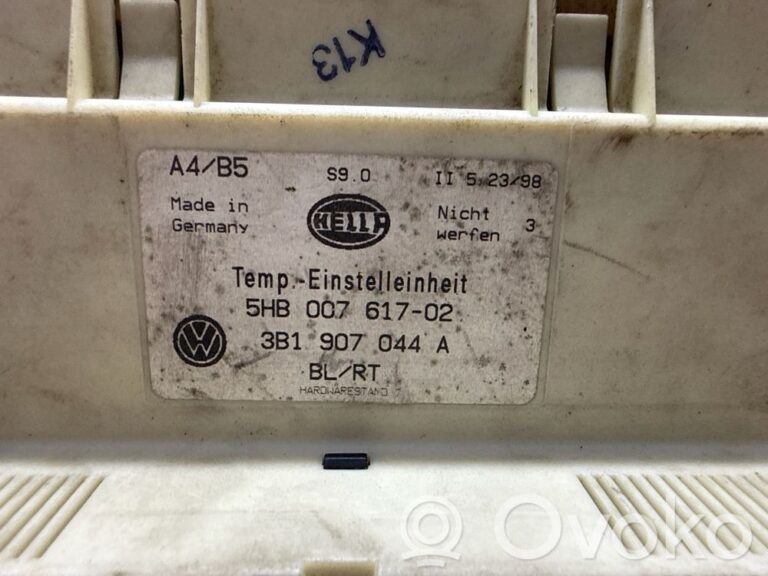 K13
A4/B5 S9.0 II 5 23/98
Made in Germany
HELLA
Nicht werfen 3
Temp.-Einstelleinheit
5HB 007 617-02
VW
3B1 907 044 A
BL/RT
HARDWARESTAND
Ovoko